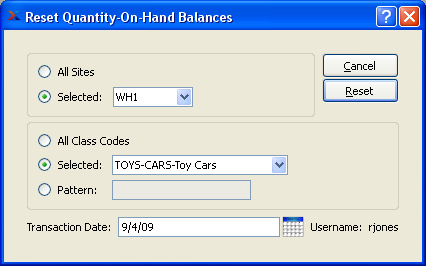 Reset Quantity-On-Hand Balances
All Sites
Selected: WH1
Cancel
Reset
All Class Codes
Selected: TOYS-CARS-Toy Cars
Pattern:
Transaction Date: 9/4/09 Username: rjones